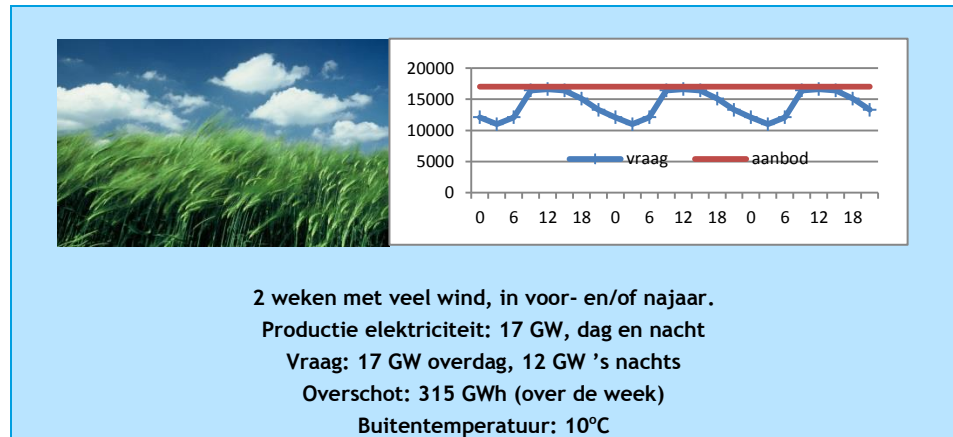 20000
15000
10000
5000
0
vraag aanbod
0 6 12 18 0 6 12 18 0 6 12 18
2 weken met veel wind, in voor- en/of najaar.
Productie elektriciteit: 17 GW, dag en nacht
Vraag: 17 GW overdag, 12 GW ’s nachts
Overschot: 315 GWh (over de week)
Buitentemperatuur: 10°C